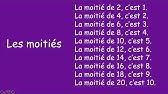 Les moitiés
La moitié de 2, c'est 1.
La moitié de 4, c'est 2.
La moitié de 6, c'est 3.
La moitié de 8, c'est 4.
La moitié de 10, c'est 5.
La moitié de 12, c'est 6.
La moitié de 14, c'est 7.
La moitié de 16, c'est 8.
La moitié de 18, c'est 9.
La moitié de 20, c'est 10.